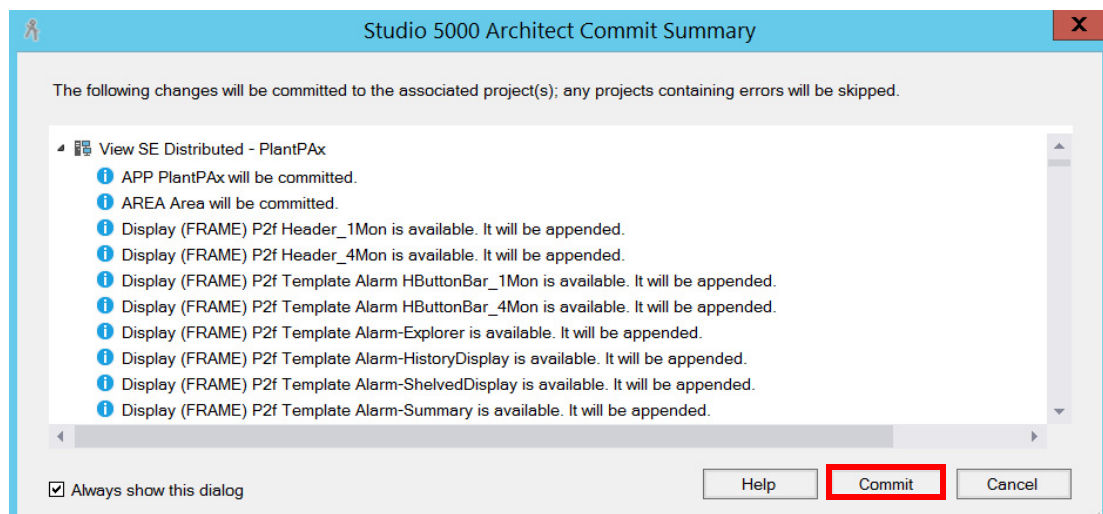 Studio 5000 Architect Commit Summary
X
The following changes will be committed to the associated project(s); any projects containing errors will be skipped.
View SE Distributed - PlantPAx
APP PlantPAx will be committed.
AREA Area will be committed.
Display (FRAME) P2f Header_1Mon is available. It will be appended.
Display (FRAME) P2f Header_4Mon is available. It will be appended.
Display (FRAME) P2f Template Alarm HButtonBar_1Mon is available. It will be appended.
Display (FRAME) P2f Template Alarm HButtonBar_4Mon is available. It will be appended.
Display (FRAME) P2f Template Alarm-Explorer is available. It will be appended.
Display (FRAME) P2f Template Alarm-HistoryDisplay is available. It will be appended.
Display (FRAME) P2f Template Alarm-ShelvedDisplay is available. It will be appended.
Display (FRAME) P2f Template Alarm-Summary is available. It will be appended.
Always show this dialog
Help
Commit
Cancel